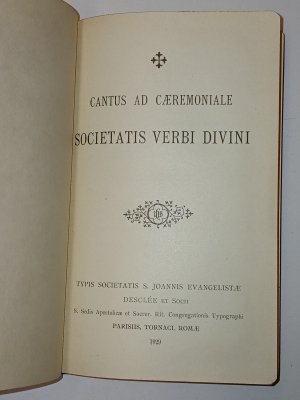 CANTUS AD CÆREMONIALE
SOCIETATIS VERBI DIVINI
TYPIS SOCIETATIS S. JOANNIS EVANGELISTÆ
DESCLÉE ET SOCII
S. Sedis Apostolicæ et Sacror. Rit. Congregationis Typographi
PARISIIS, TORNACI, ROMÆ
1929